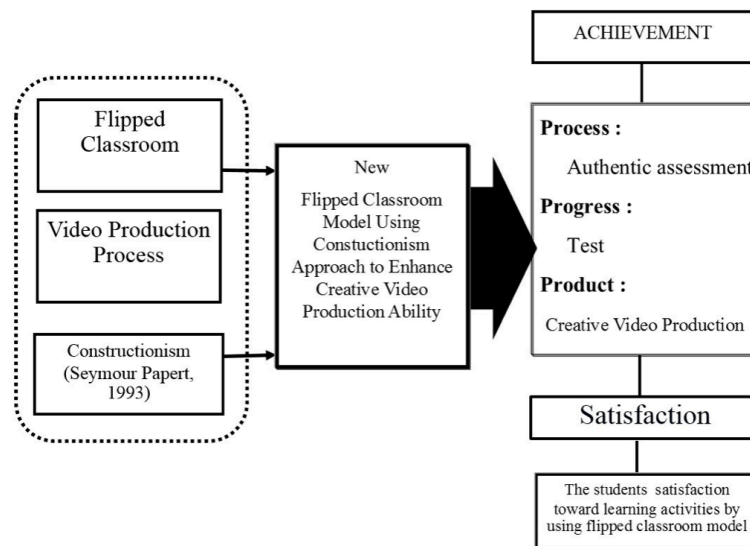 Flipped
Classroom
Video Production
Process
Constructionism
(Seymour Papert,
1993)
New
Flipped Classroom
Model Using
Constuctionism
Approach to Enhance
Creative Video
Production Ability
ACHIEVEMENT
Process :
Authentic assessment
Progress :
Test
Product :
Creative Video Production
Satisfaction
The students satisfaction
toward learning activities by
using flipped classroom model